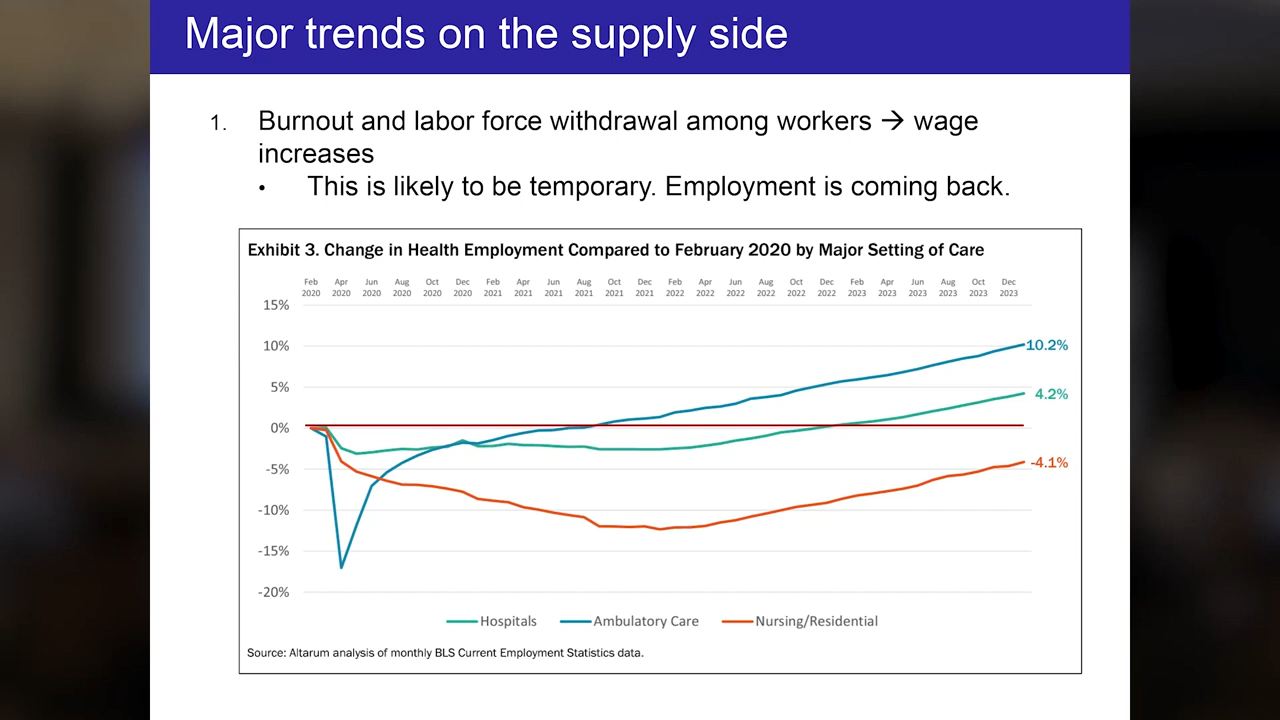 Major trends on the supply side
1. Burnout and labor force withdrawal among workers → wage
increases
• This is likely to be temporary. Employment is coming back.
Exhibit 3. Change in Health Employment Compared to February 2020 by Major Setting of Care
Feb Apr Jun Aug Oct Dec Feb Apr Jun Aug Oct Dec Feb Apr Jun Aug Oct Dec Feb Apr Jun Aug Oct Dec
2020 2020 2020 2020 2020 2020 2021 2021 2021 2021 2021 2021 2022 2022 2022 2022 2022 2022 2023 2023 2023 2023 2023 2023
15%
10%
10.2%
5%
4.2%
0%
-5%
-4.1%
-10%
-15%
-20%
Hospitals Ambulatory Care Nursing/Residential
Source: Altarum analysis of monthly BLS Current Employment Statistics data.